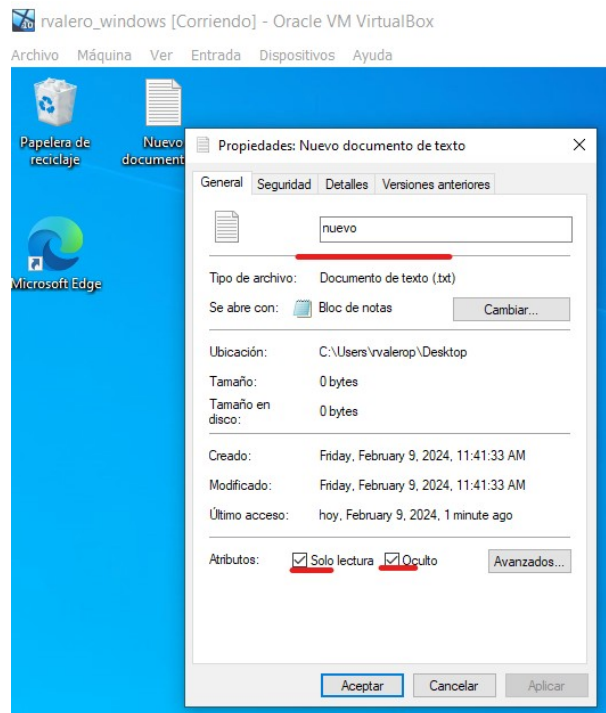 rvalero_windows [Corriendo] - Oracle VM VirtualBox
Archivo Máquina Ver Entrada Dispositivos Ayuda
Papelera de
reciclaje
Nuevo
document
Microsoft Edge
Propiedades: Nuevo documento de texto
General Seguridad Detalles Versiones anteriores
nuevo
Tipo de archivo: Documento de texto (.txt)
Se abre con: Bloc de notas Cambiar...
Ubicación: C:\Users\rvalerop\Desktop
Tamaño: 0 bytes
Tamaño en
disco: 0 bytes
Creado: Friday, February 9, 2024, 11:41:33 AM
Modificado: Friday, February 9, 2024, 11:41:33 AM
Último acceso: hoy, February 9, 2024, 1 minute ago
Atributos: Solo lectura Oculto Avanzados...
Aceptar Cancelar Aplicar